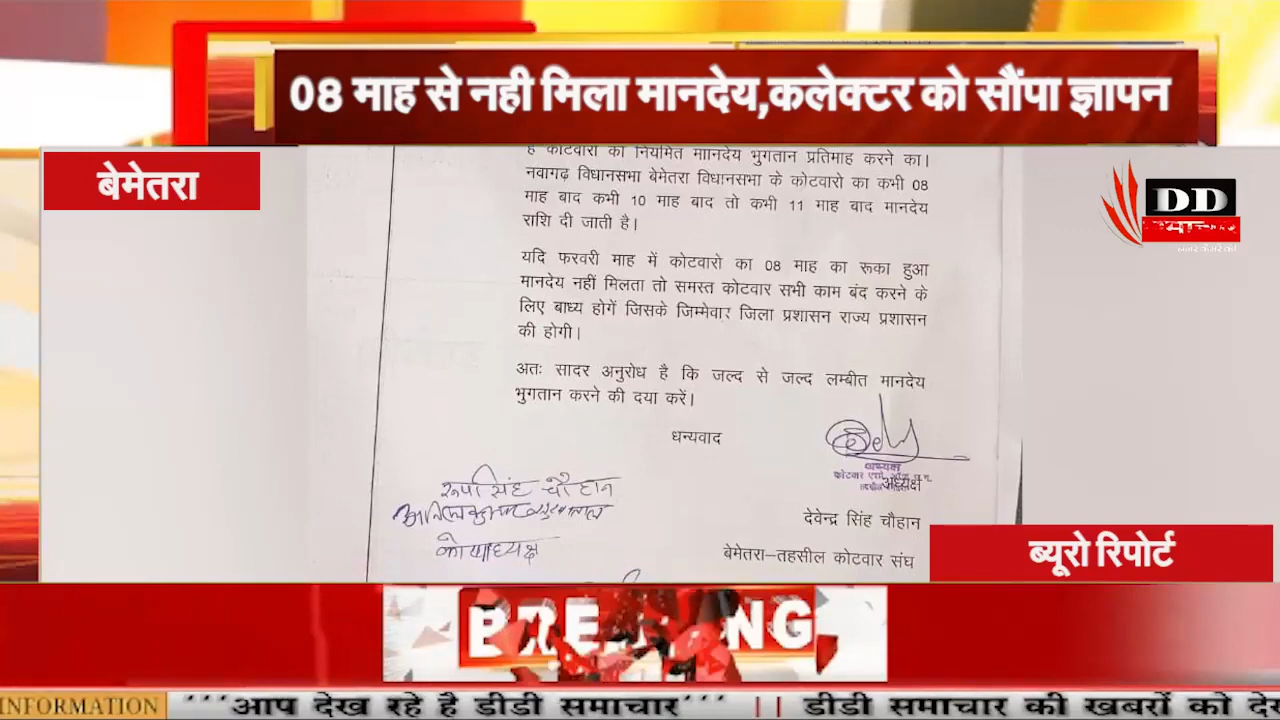 08 माह से नही मिला मानदेय,कलेक्टर को सौंपा ज्ञापन
बेमेतरा
DD
है कोटवारो को नियमित माानदेय भुगतान प्रतिमाह करने का।
नवागढ़ विधानसभा बेमेतरा विधानसभा के कोटवारो का कभी 08
माह बाद कभी 10 माह बाद तो कभी 11 माह बाद मानदेय
राशि दी जाती है।
यदि फरवरी माह में कोटवारो का 08 माह का रूका हुआ
मानदेय नहीं मिलता तो समस्त कोटवार सभी काम बंद करने के
लिए बाध्य होगें जिसके जिम्मेवार जिला प्रशासन राज्य प्रशासन
की होगी।
अतः सादर अनुरोध है कि जल्द से जल्द लम्बीत मानदेय
भुगतान करने की दया करें।
धन्यवाद
अध्यक्ष
रूपसिंह चौहान
कोषाध्यक्ष
अध्यक्ष
देवेन्द्र सिंह चौहान
बेमेतरा–तहसील कोटवार संघ
ब्यूरो रिपोर्ट
INFORMATION '''आप देख रहे है डीडी समाचार''' || डीडी समाचार की खबरों को